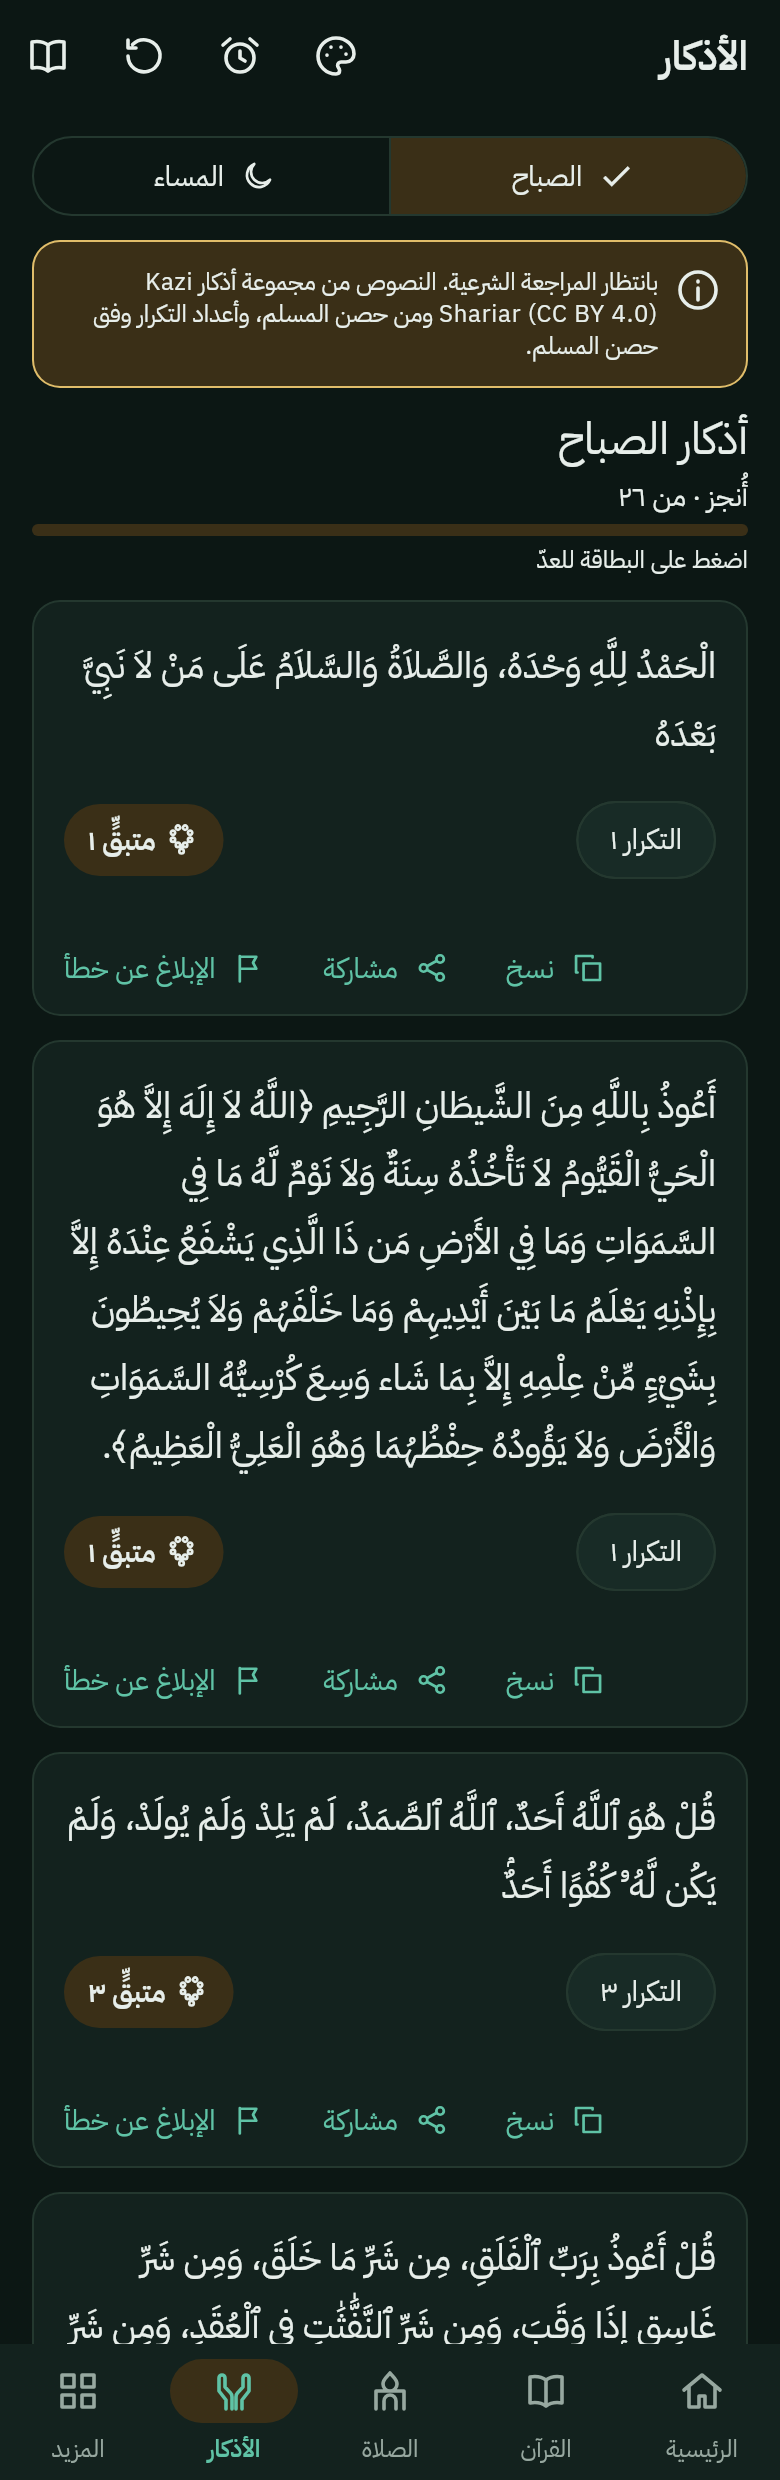 الأذكار
الصباح
المساء
بانتظار المراجعة الشرعية. النصوص من مجموعة أذكار Kazi
Shariar (CC BY 4.0) ومن حصن المسلم، وأعداد التكرار وفق
حصن المسلم.
أذكار الصباح
أُنجز · من ٢٦
اضغط على البطاقة للعدّ
الْحَمْدُ لِلَّهِ وَحْدَهُ، وَالصَّلاَةُ وَالسَّلاَمُ عَلَى مَنْ لاَ نَبِيَّ
بَعْدَهُ
التكرار ١
متبقٍّ ١
نسخ
مشاركة
الإبلاغ عن خطأ
أَعُوذُ بِاللَّهِ مِنَ الشَّيطَانِ الرَّجِيمِ ﴿اللَّهُ لاَ إِلَهَ إِلاَّ هُوَ
الْحَيُّ الْقَيُّومُ لاَ تَأْخُذُهُ سِنَةٌ وَلاَ نَوْمٌ لَّهُ مَا فِي
السَّمَوَاتِ وَمَا فِي الأَرْضِ مَن ذَا الَّذِي يَشْفَعُ عِنْدَهُ إِلاَّ
بِإِذْنِهِ يَعْلَمُ مَا بَيْنَ أَيْدِيهِمْ وَمَا خَلْفَهُمْ وَلاَ يُحِيطُونَ
بِشَيْءٍ مِّنْ عِلْمِهِ إِلاَّ بِمَا شَاء وَسِعَ كُرْسِيُّهُ السَّمَوَاتِ
وَالْأَرْضَ وَلاَ يَؤُودُهُ حِفْظُهُمَا وَهُوَ الْعَلِيُّ الْعَظِيمُ﴾.
التكرار ١
متبقٍّ ١
نسخ
مشاركة
الإبلاغ عن خطأ
قُلْ هُوَ ٱللَّهُ أَحَدٌ، ٱللَّهُ ٱلصَّمَدُ، لَمْ يَلِدْ وَلَمْ يُولَدْ، وَلَمْ
يَكُن لَّهُۥ كُفُوًا أَحَدٌۢ
التكرار ٣
متبقٍّ ٣
نسخ
مشاركة
الإبلاغ عن خطأ
قُلْ أَعُوذُ بِرَبِّ ٱلْفَلَقِ، مِن شَرِّ مَا خَلَقَ، وَمِن شَرِّ
غَاسِقٍ إِذَا وَقَبَ، وَمِن شَرِّ ٱلنَّفَّٰثَٰتِ فِى ٱلْعُقَدِ، وَمِن شَرِّ
الرئيسية
القرآن
الصلاة
الأذكار
المزيد